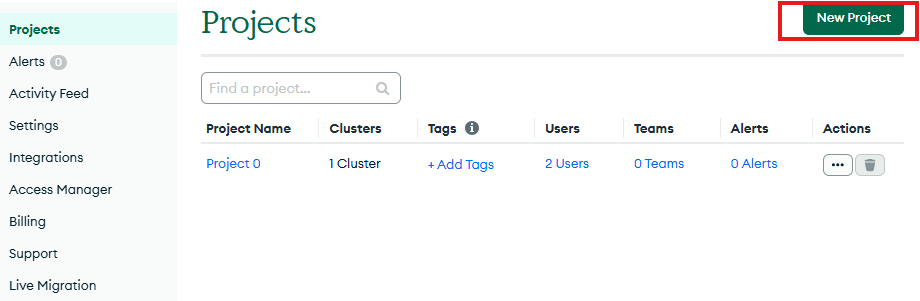 Projects
New Project
Projects
Alerts 0
Activity Feed
Settings
Integrations
Access Manager
Billing
Support
Live Migration
Find a project...
Project Name Clusters Tags Users Teams Alerts Actions
Project 0 1 Cluster + Add Tags 2 Users 0 Teams 0 Alerts